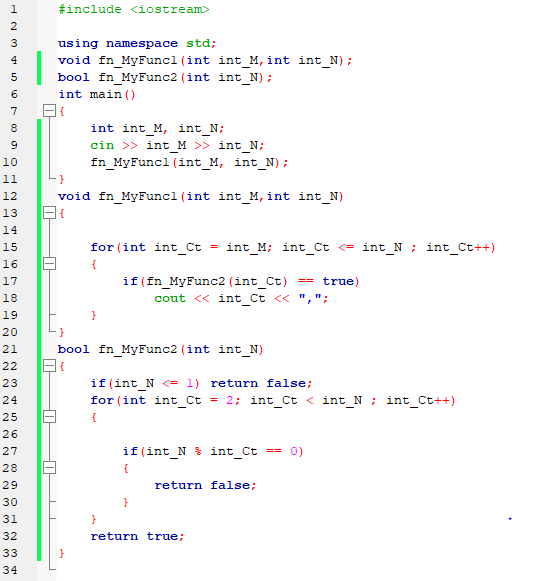 1 #include <iostream>
2
3 using namespace std;
4 void fn_MyFunc1(int int_M,int int_N);
5 bool fn_MyFunc2(int int_N);
6 int main()
7 {
8 int int_M, int_N;
9 cin >> int_M >> int_N;
10 fn_MyFunc1(int_M, int_N);
11 }
12 void fn_MyFunc1(int int_M,int int_N)
13 {
14
15 for(int int_Ct = int_M; int_Ct <= int_N ; int_Ct++)
16 {
17 if(fn_MyFunc2(int_Ct) == true)
18 cout << int_Ct << ",";
19 }
20 }
21 bool fn_MyFunc2(int int_N)
22 {
23 if(int_N <= 1) return false;
24 for(int int_Ct = 2; int_Ct < int_N ; int_Ct++)
25 {
26
27 if(int_N % int_Ct == 0)
28 {
29 return false;
30 }
31 }
32 return true;
33 }
34